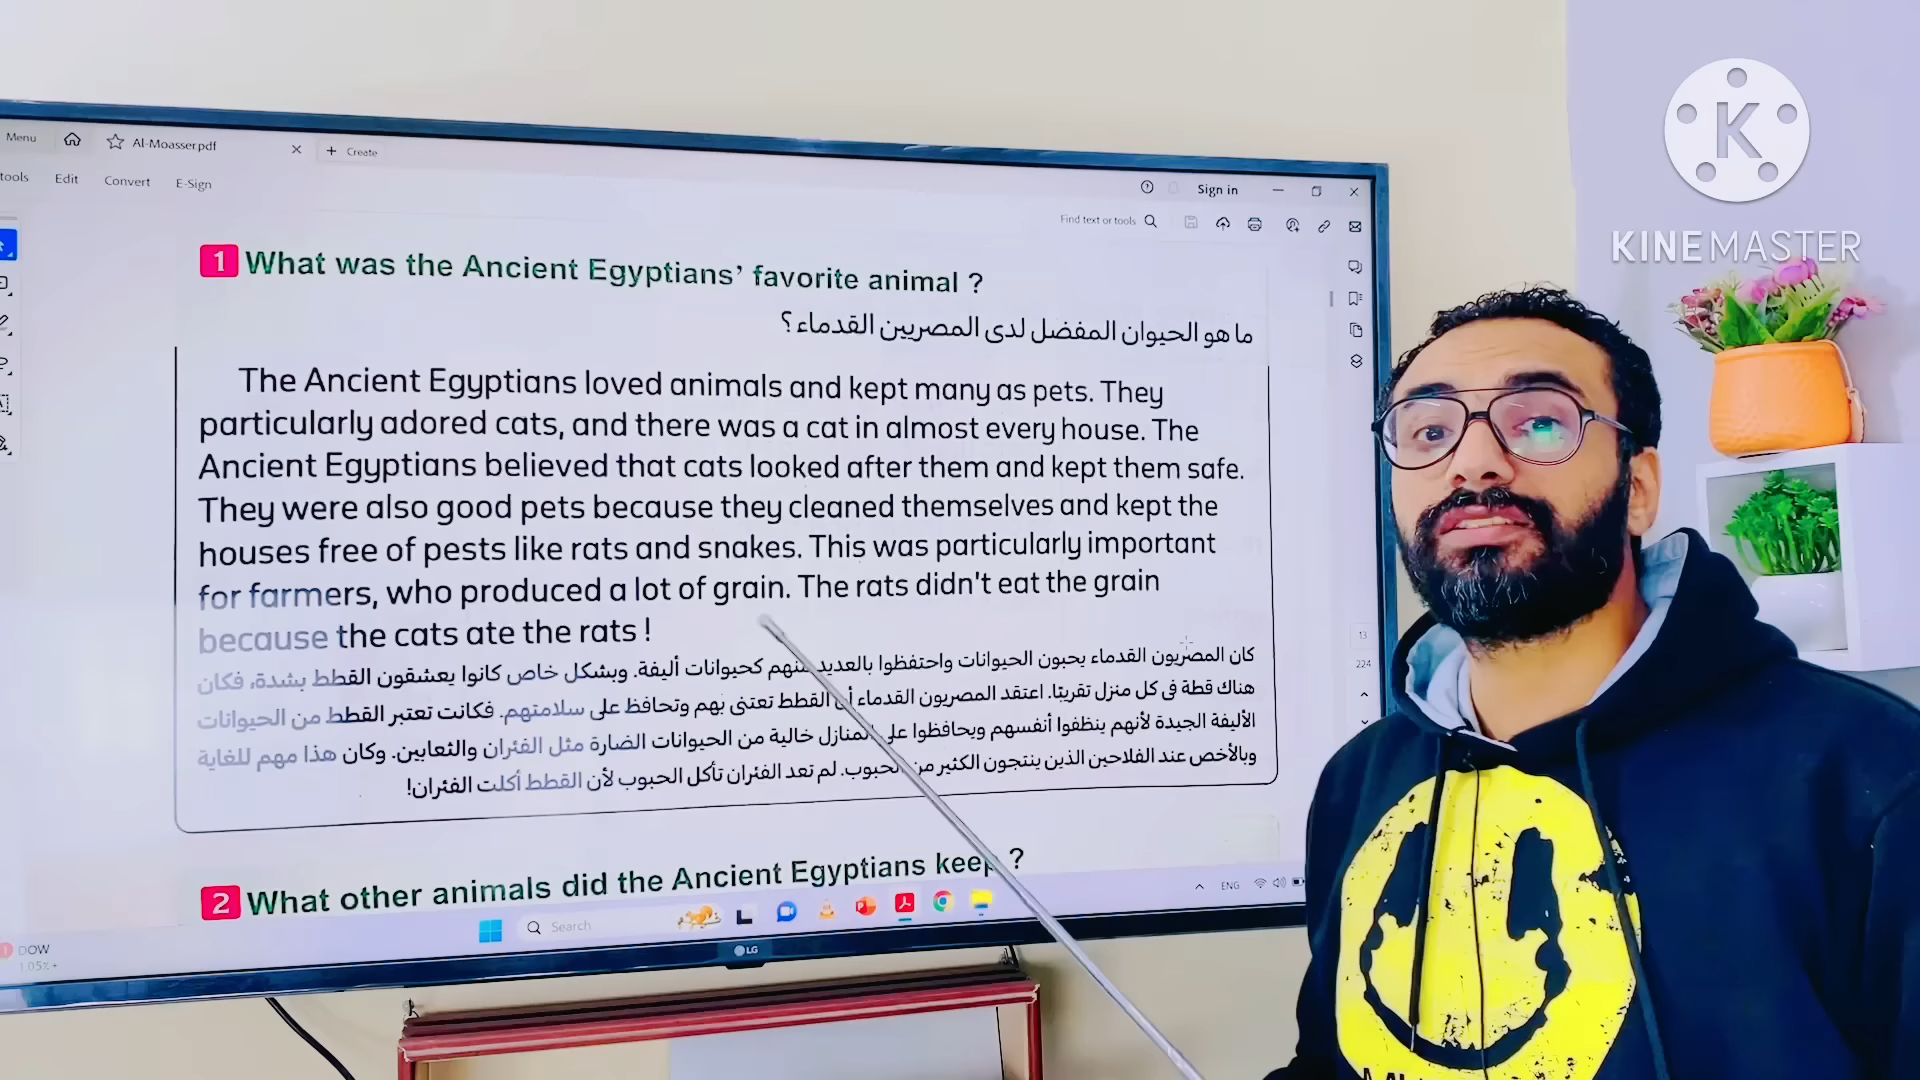 Menu
Al-Moasser.pdf
Create
tools
Edit
Convert
E-Sign
Sign in
Find text or tools
KINEMASTER
1 What was the Ancient Egyptians' favorite animal ?
ما هو الحيوان المفضل لدى المصريين القدماء؟
The Ancient Egyptians loved animals and kept many as pets. They
particularly adored cats, and there was a cat in almost every house. The
Ancient Egyptians believed that cats looked after them and kept them safe.
They were also good pets because they cleaned themselves and kept the
houses free of pests like rats and snakes. This was particularly important
for farmers, who produced a lot of grain. The rats didn't eat the grain
because the cats ate the rats !
كان المصريون القدماء يحبون الحيوانات واحتفظوا بالعديد منهم كحيوانات أليفة. وبشكل خاص كانوا يعشقون القطط بشدة، فكان
هناك قطة في كل منزل تقريبًا. اعتقد المصريون القدماء أن القطط تعتنى بهم وتحافظ على سلامتهم. فكانت تعتبر القطط من الحيوانات
الأليفة الجيدة لأنهم ينظفوا أنفسهم ويحافظوا على المنازل خالية من الحيوانات الضارة مثل الفئران والثعابين. وكان هذا مهم للغاية
وبالأخص عند الفلاحين الذين ينتجون الكثير من الحبوب. لم تعد الفئران تأكل الحبوب لأن القطط أكلت الفئران!
13
224
2 What other animals did the Ancient Egyptians keep ?
Search
ENG
DOW
1.05%
LG